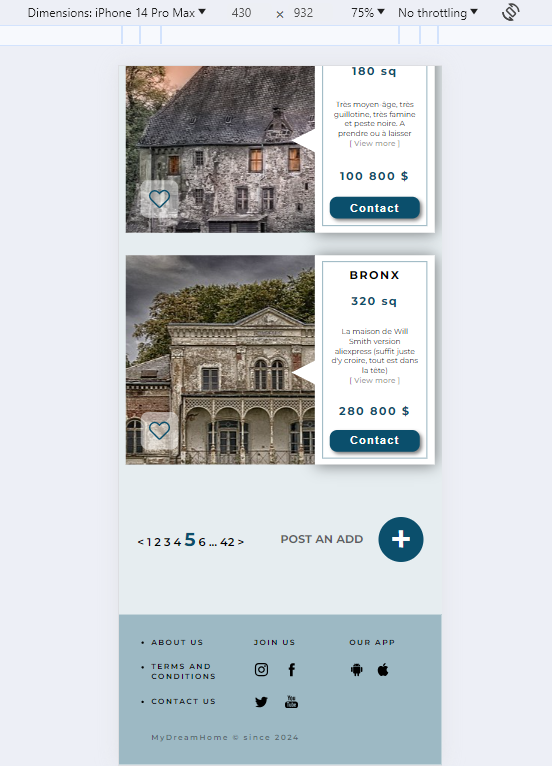 Dimensions: iPhone 14 Pro Max 430 × 932 75% No throttling
180 sq
Très moyen-âge, très
guillotine, très famine
et peste noire. A
prendre ou à laisser
[ View more ]
100 800 $
Contact
BRONX
320 sq
La maison de Will
Smith version
aliexpress (suffit juste
d'y croire, tout est dans
la tête)
[ View more ]
280 800 $
Contact
< 1 2 3 4 5 6 ... 42 >
POST AN ADD
+
• ABOUT US
• TERMS AND
CONDITIONS
• CONTACT US
JOIN US
You
Tube
OUR APP
MyDreamHome © since 2024